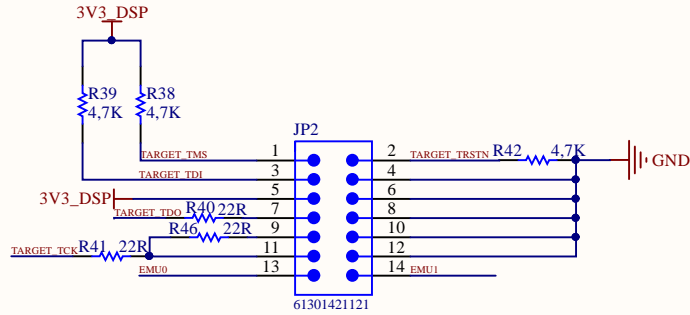 3V3_DSP
R39
R38
4,7K
4,7K
JP2
TARGET_TMS
1
2
TARGET_TRSTN
R42
4,7K
GND
TARGET_TDI
3
4
3V3_DSP
5
6
TARGET_TDO
R40
22R
7
8
R46
22R
9
10
TARGET_TCK
R41
22R
11
12
EMU0
13
14
EMU1
61301421121